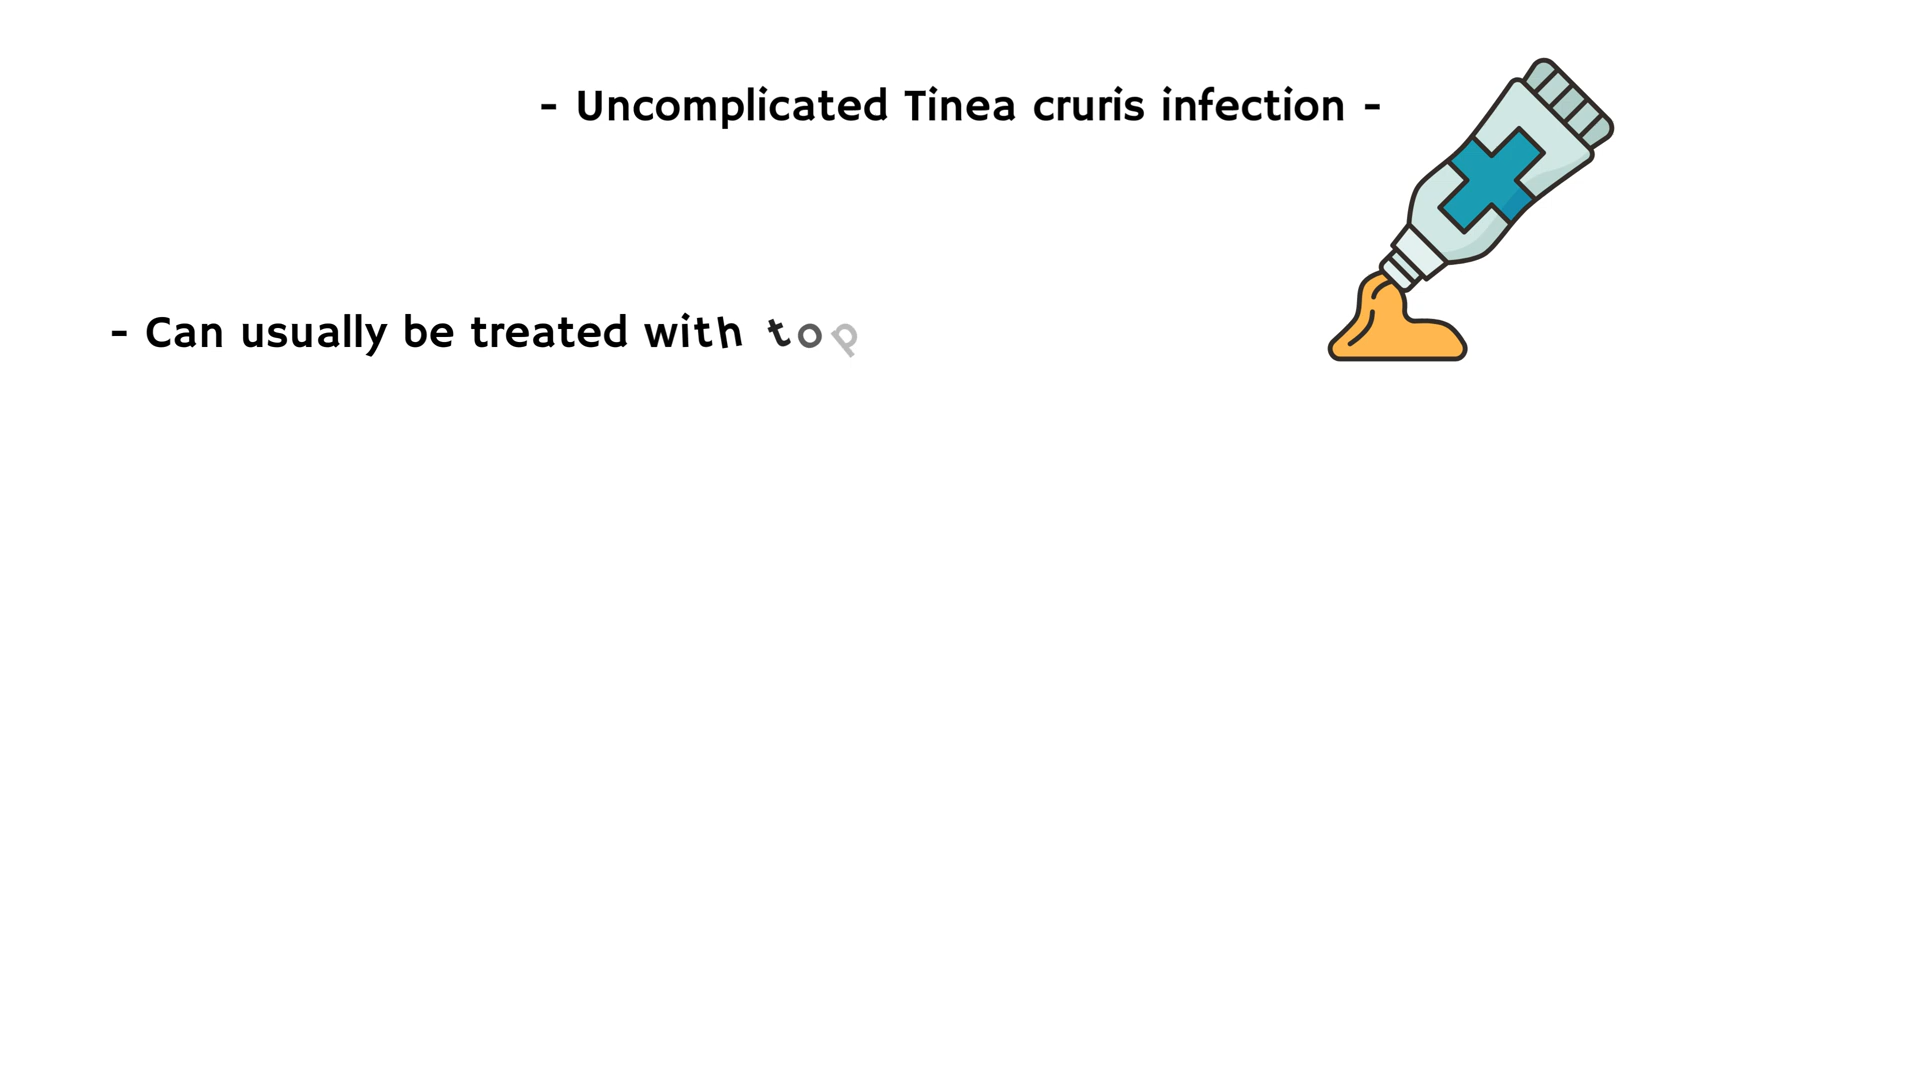 - Uncomplicated Tinea cruris infection -
- Can usually be treated with top